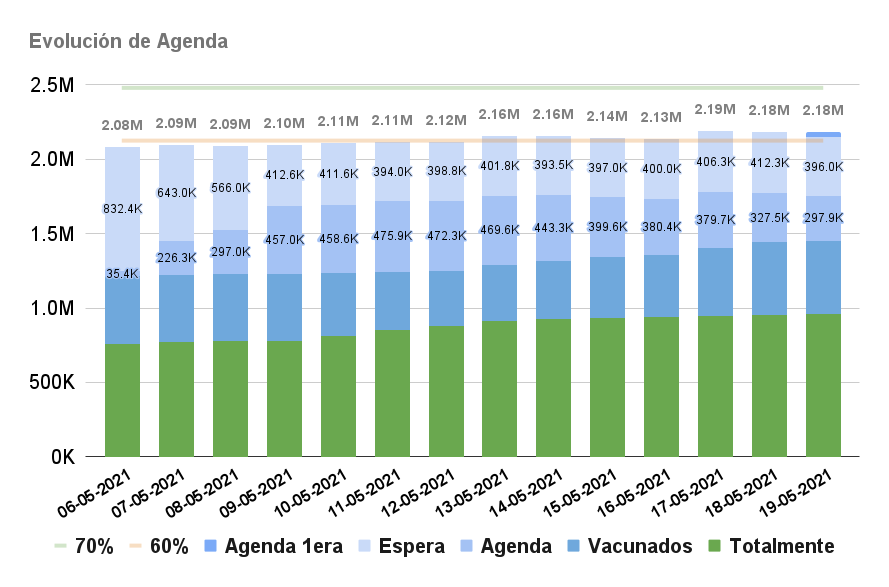 Evolución de Agenda
2.5M
2.08M 2.09M 2.09M 2.10M 2.11M 2.11M 2.12M 2.16M 2.16M 2.14M 2.13M 2.19M 2.18M 2.18M
2.0M
832.4K 643.0K 566.0K 412.6K 411.6K 394.0K 398.8K 401.8K 393.5K 397.0K 400.0K 406.3K 412.3K 396.0K
1.5M
35.4K 226.3K 297.0K 457.0K 458.6K 475.9K 472.3K 469.6K 443.3K 399.6K 380.4K 379.7K 327.5K 297.9K
1.0M
500K
0K
06-05-2021 07-05-2021 08-05-2021 09-05-2021 10-05-2021 11-05-2021 12-05-2021 13-05-2021 14-05-2021 15-05-2021 16-05-2021 17-05-2021 18-05-2021 19-05-2021
70% 60% Agenda 1era Espera Agenda Vacunados Totalmente